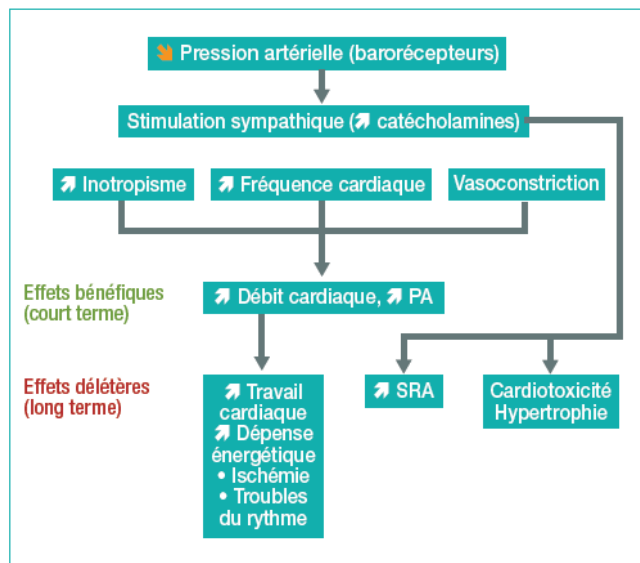 ↘ Pression artérielle (barorécepteurs)
Stimulation sympathique (↗ catécholamines)
↗ Inotropisme
↗ Fréquence cardiaque
Vasoconstriction
Effets bénéfiques
(court terme)
↗ Débit cardiaque, ↗ PA
Effets délétères
(long terme)
↗ Travail
cardiaque
↗ Dépense
énergétique
• Ischémie
• Troubles
du rythme
↗ SRA
Cardiotoxicité
Hypertrophie